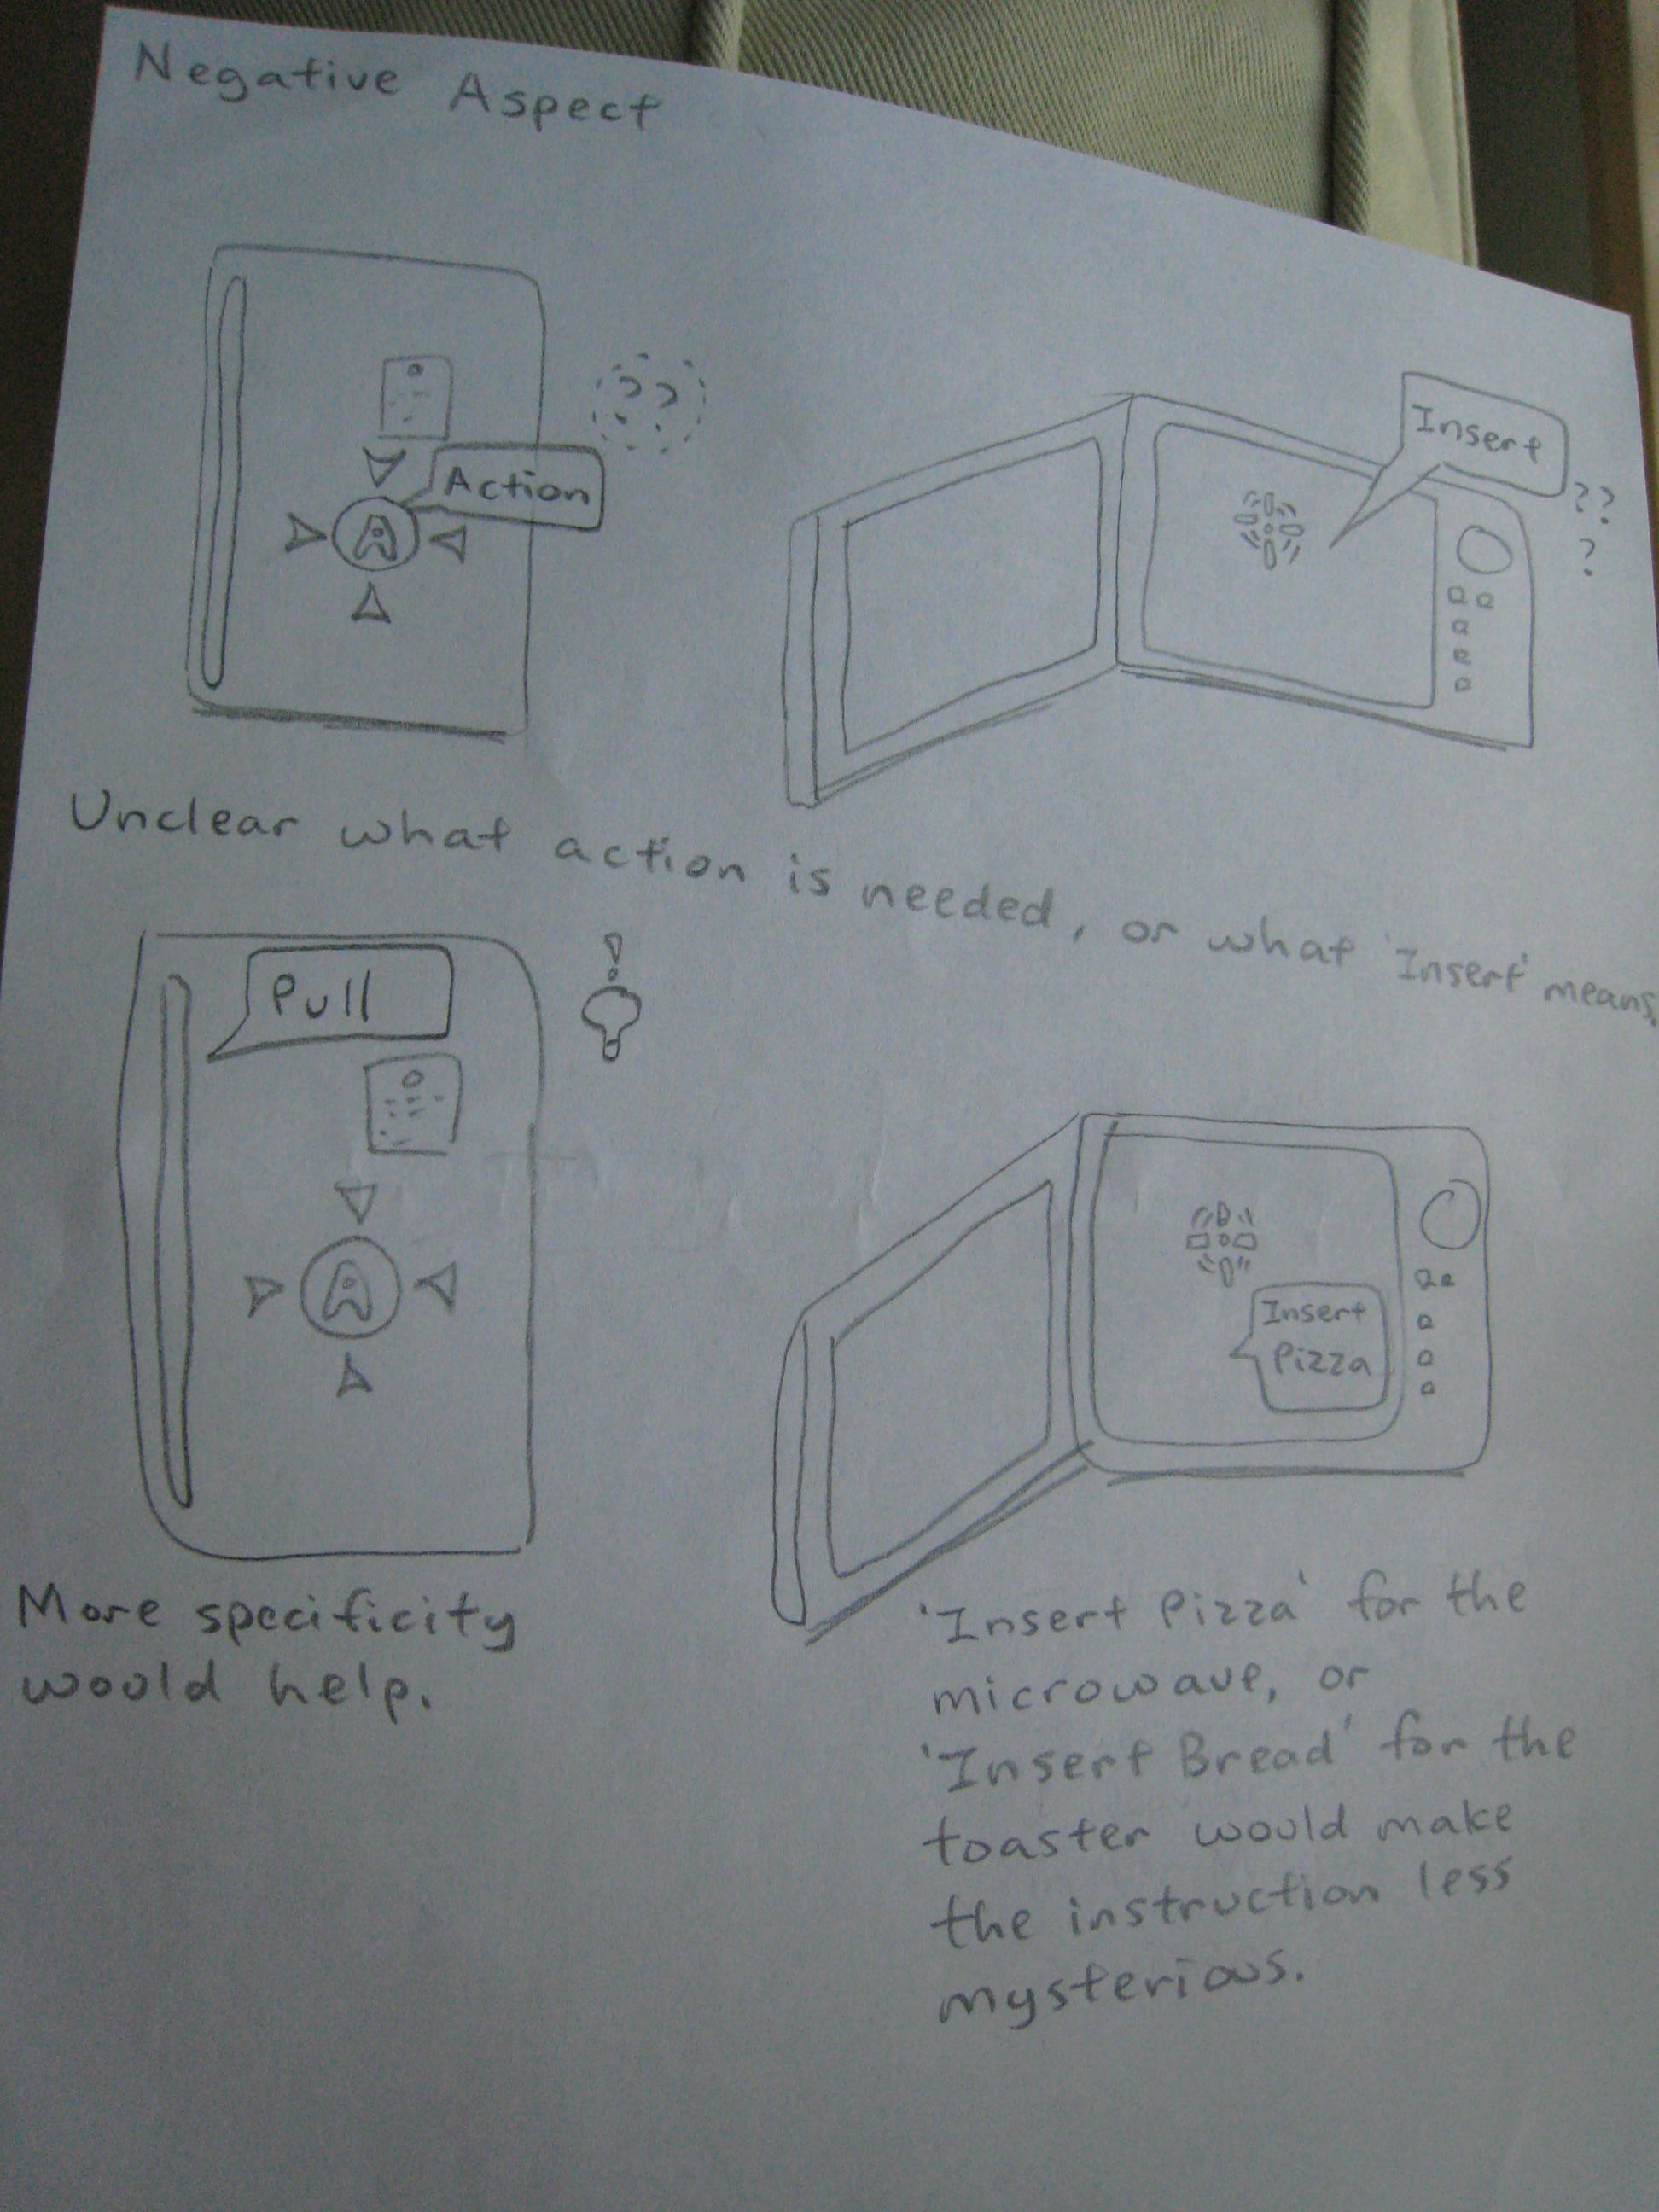 Negative Aspect
Action
??
Insert
??
?
Unclear what action is needed, or what 'Insert' means.
Pull
!
Insert
Pizza
More specificity
would help.
'Insert Pizza' for the
microwave, or
'Insert Bread' for the
toaster would make
the instruction less
mysterious.